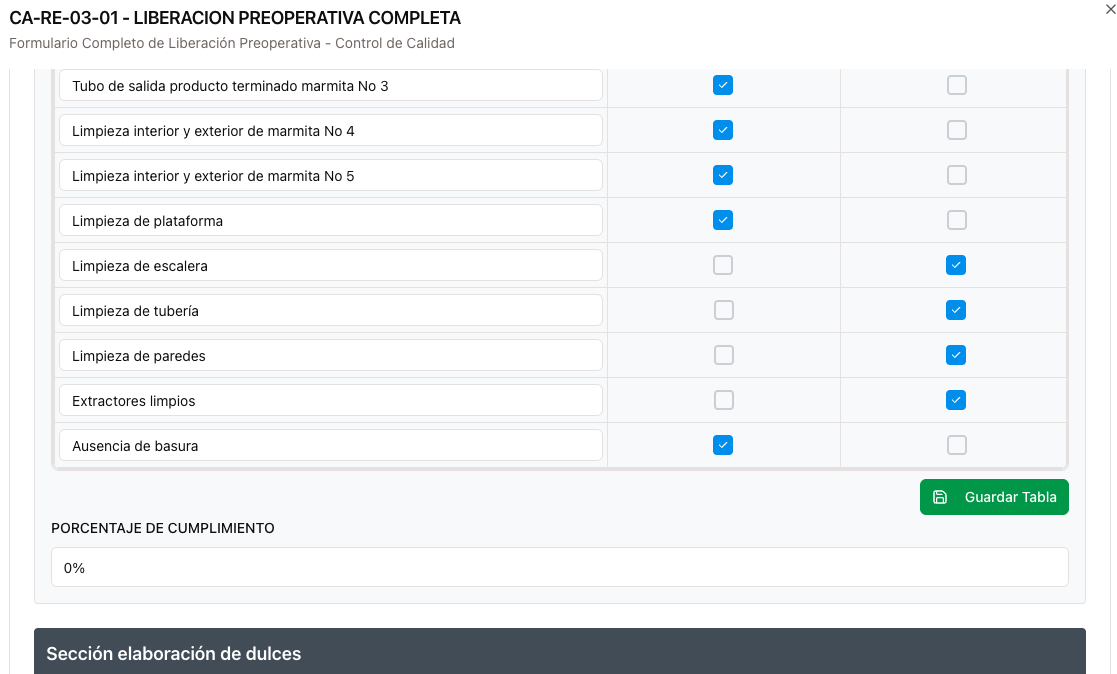 CA-RE-03-01 - LIBERACION PREOPERATIVA COMPLETA
Formulario Completo de Liberación Preoperativa - Control de Calidad
Tubo de salida producto terminado marmita No 3
Limpieza interior y exterior de marmita No 4
Limpieza interior y exterior de marmita No 5
Limpieza de plataforma
Limpieza de escalera
Limpieza de tubería
Limpieza de paredes
Extractores limpios
Ausencia de basura
Guardar Tabla
PORCENTAJE DE CUMPLIMIENTO
0%
Sección elaboración de dulces